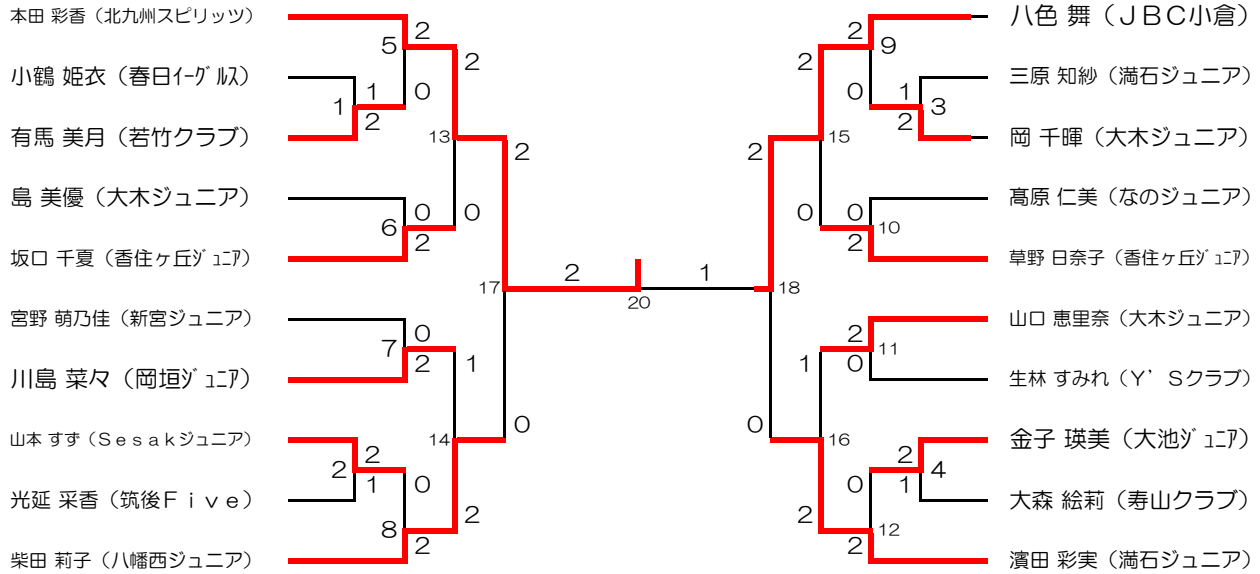 本田 彩香（北九州スピリッツ）
小鶴 姫衣（春日ｲｰｸﾞﾙｽ）
有馬 美月（若竹クラブ）
島 美優（大木ジュニア）
坂口 千夏（香住ヶ丘ｼﾞｭﾆｱ）
宮野 萌乃佳（新宮ジュニア）
川島 菜々（岡垣ｼﾞｭﾆｱ）
山本 すず（Ｓｅｓａｋジュニア）
光延 采香（筑後Ｆｉｖｅ）
柴田 莉子（八幡西ジュニア）
5
2
1
1
2
0
2
13
6
0
2
0
2
17
7
0
2
1
2
2
1
0
8
2
14
2
0
2
20
1
2
9
1
3
2
0
2
15
0
10
2
0
2
18
2
11
0
1
2
4
1
0
12
2
16
2
0
八色 舞（ＪＢＣ小倉）
三原 知紗（満石ジュニア）
岡 千暉（大木ジュニア）
髙原 仁美（なのジュニア）
草野 日奈子（香住ヶ丘ｼﾞｭﾆｱ）
山口 恵里奈（大木ジュニア）
生林 すみれ（Ｙ’Ｓクラブ）
金子 瑛美（大池ｼﾞｭﾆｱ）
大森 絵莉（寿山クラブ）
濱田 彩実（満石ジュニア）